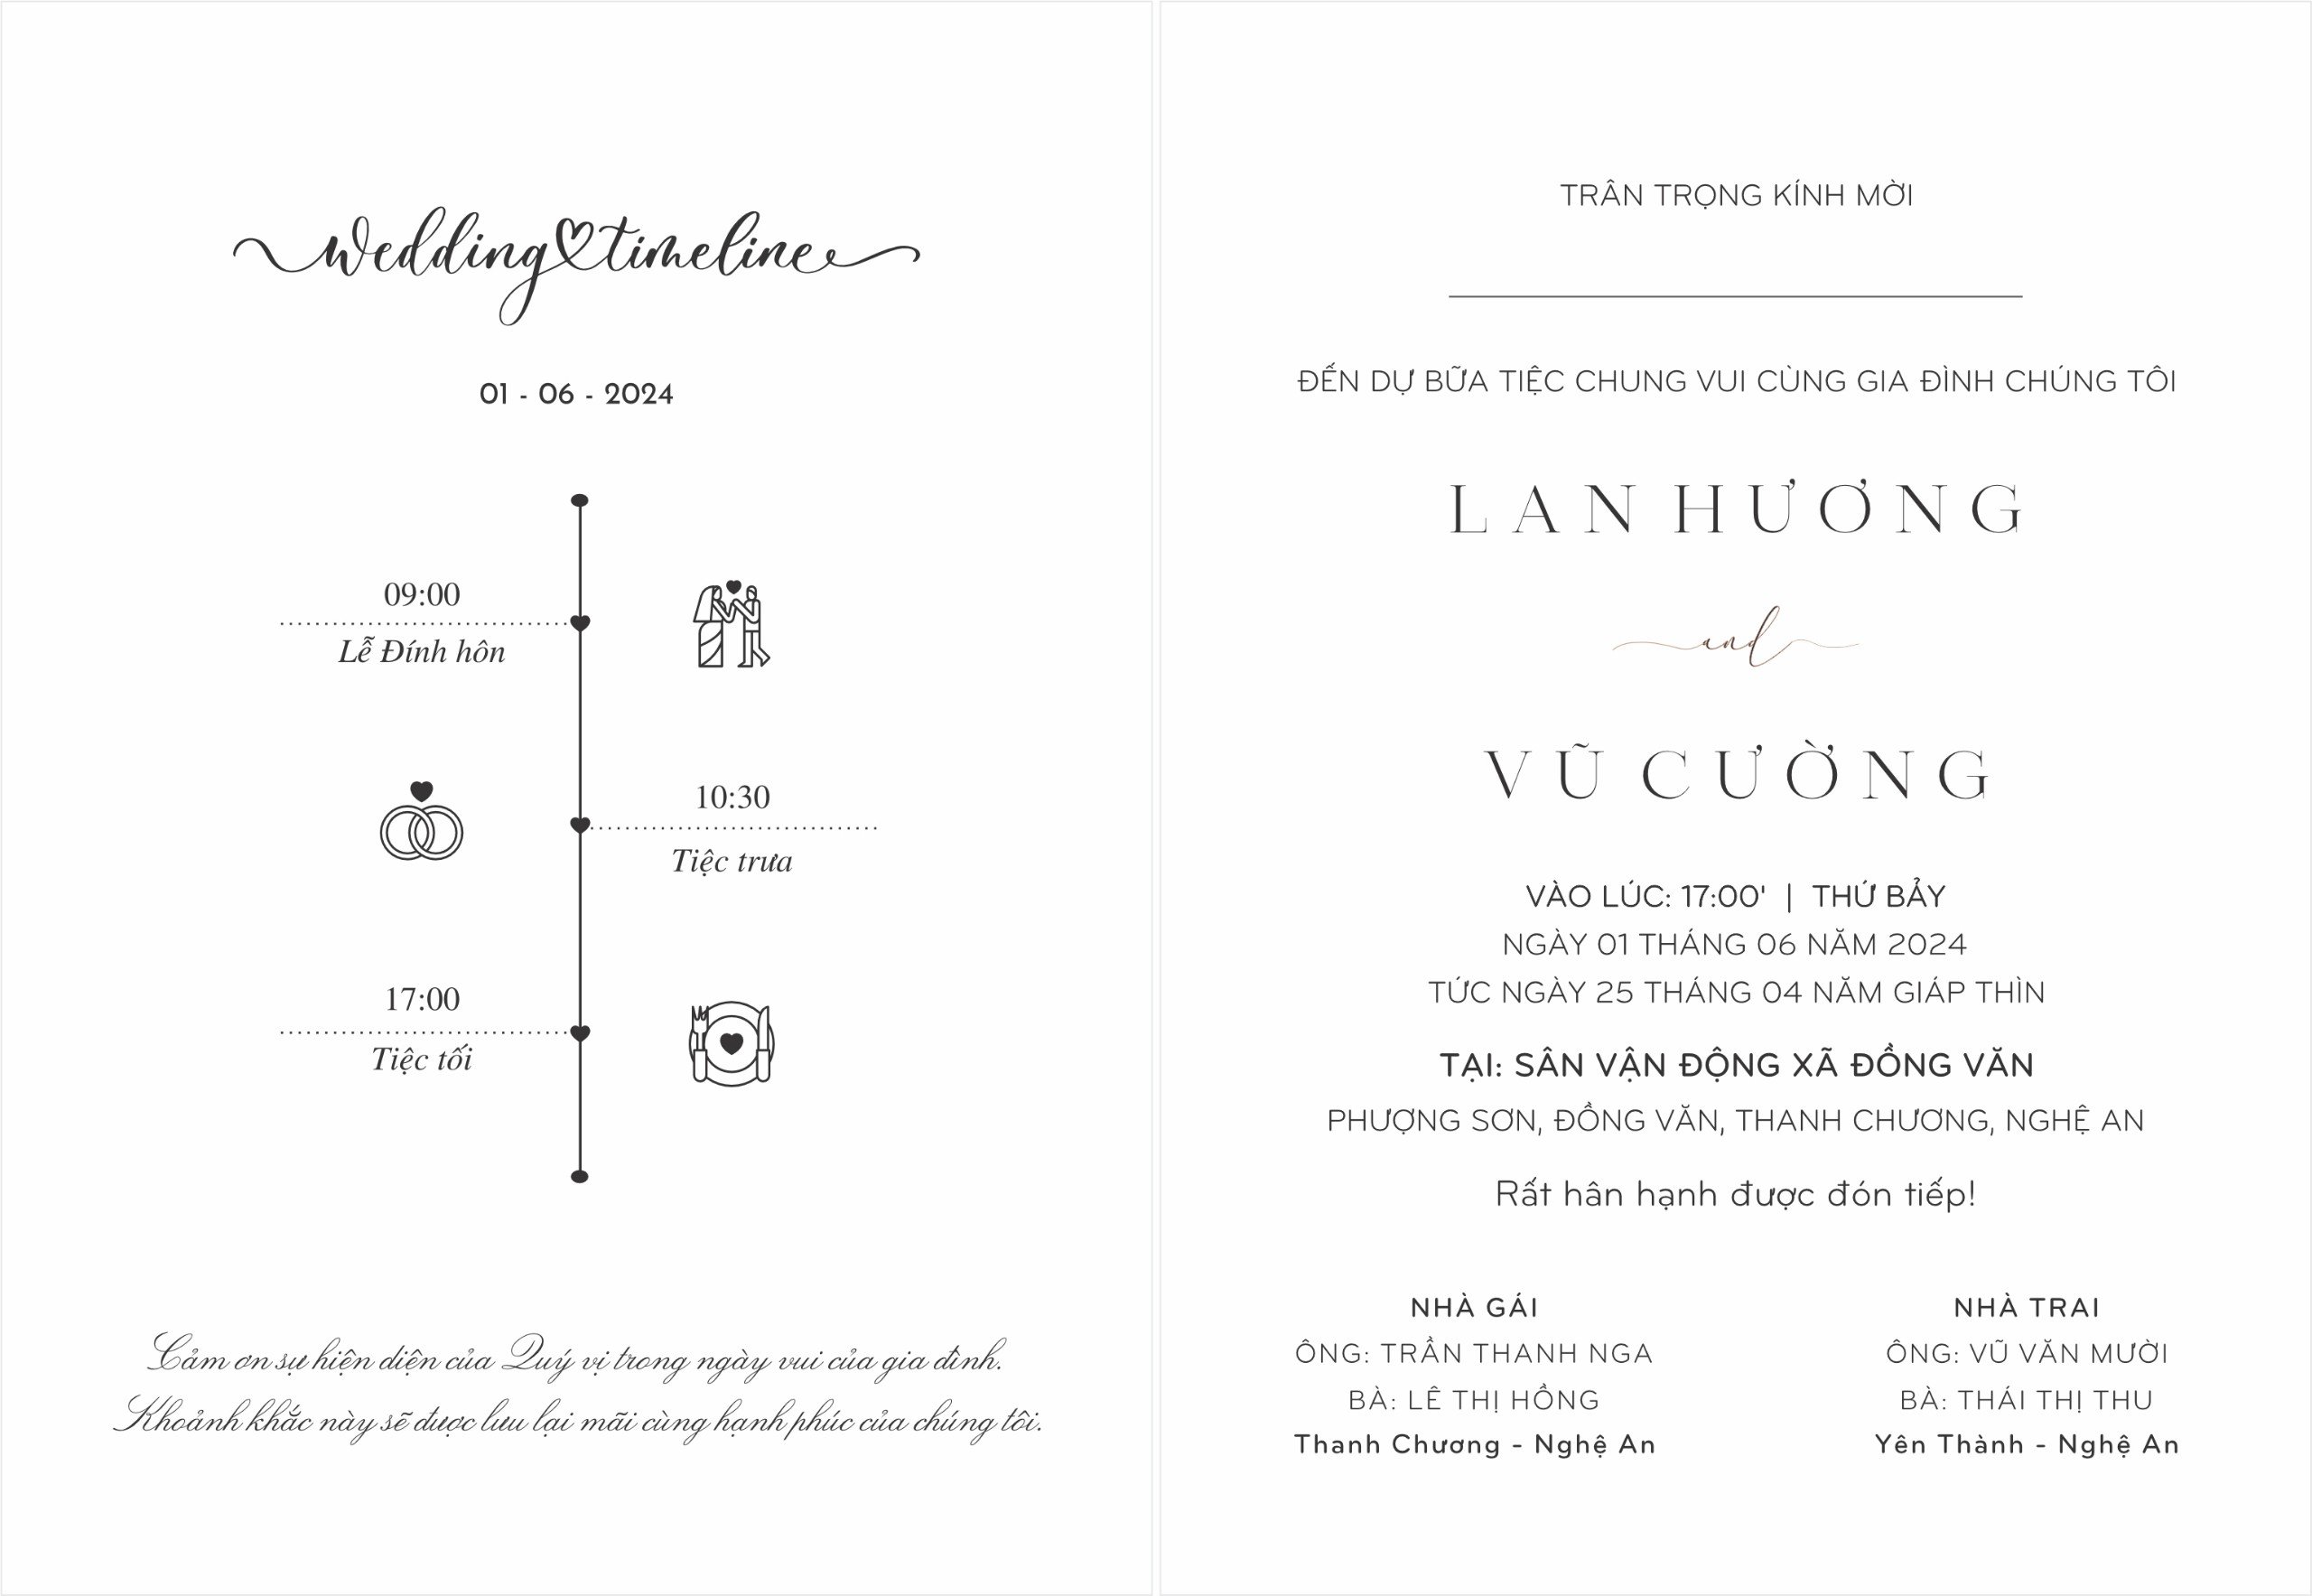 wedding timeline
01 - 06 - 2024
09:00
Lễ Đính hôn
10:30
Tiệc trưa
17:00
Tiệc tối
Cảm ơn sự hiện diện của Quý vị trong ngày vui của gia đình.
Khoảnh khắc này sẽ được lưu lại mãi cùng hạnh phúc của chúng tôi.
TRÂN TRỌNG KÍNH MỜI
ĐẾN DỰ BỮA TIỆC CHUNG VUI CÙNG GIA ĐÌNH CHÚNG TÔI
LAN HƯƠNG
and
VŨ CƯỜNG
VÀO LÚC: 17:00' | THỨ BẢY
NGÀY 01 THÁNG 06 NĂM 2024
TỨC NGÀY 25 THÁNG 04 NĂM GIÁP THÌN
TẠI: SÂN VẬN ĐỘNG XÃ ĐỒNG VĂN
PHƯỢNG SƠN, ĐỒNG VĂN, THANH CHƯƠNG, NGHỆ AN
Rất hân hạnh được đón tiếp!
NHÀ GÁI
ÔNG: TRẦN THANH NGA
BÀ: LÊ THỊ HỒNG
Thanh Chương - Nghệ An
NHÀ TRAI
ÔNG: VŨ VĂN MƯỜI
BÀ: THÁI THỊ THU
Yên Thành - Nghệ An